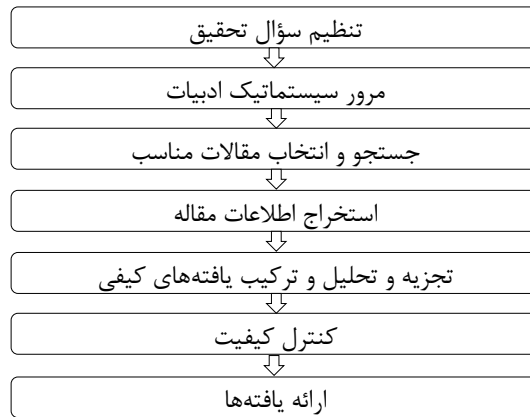 تنظیم سؤال تحقیق
مرور سیستماتیک ادبیات
جستجو و انتخاب مقالات مناسب
استخراج اطلاعات مقاله
تجزیه و تحلیل و ترکیب یافته‌های کیفی
کنترل کیفیت
ارائه یافته‌ها